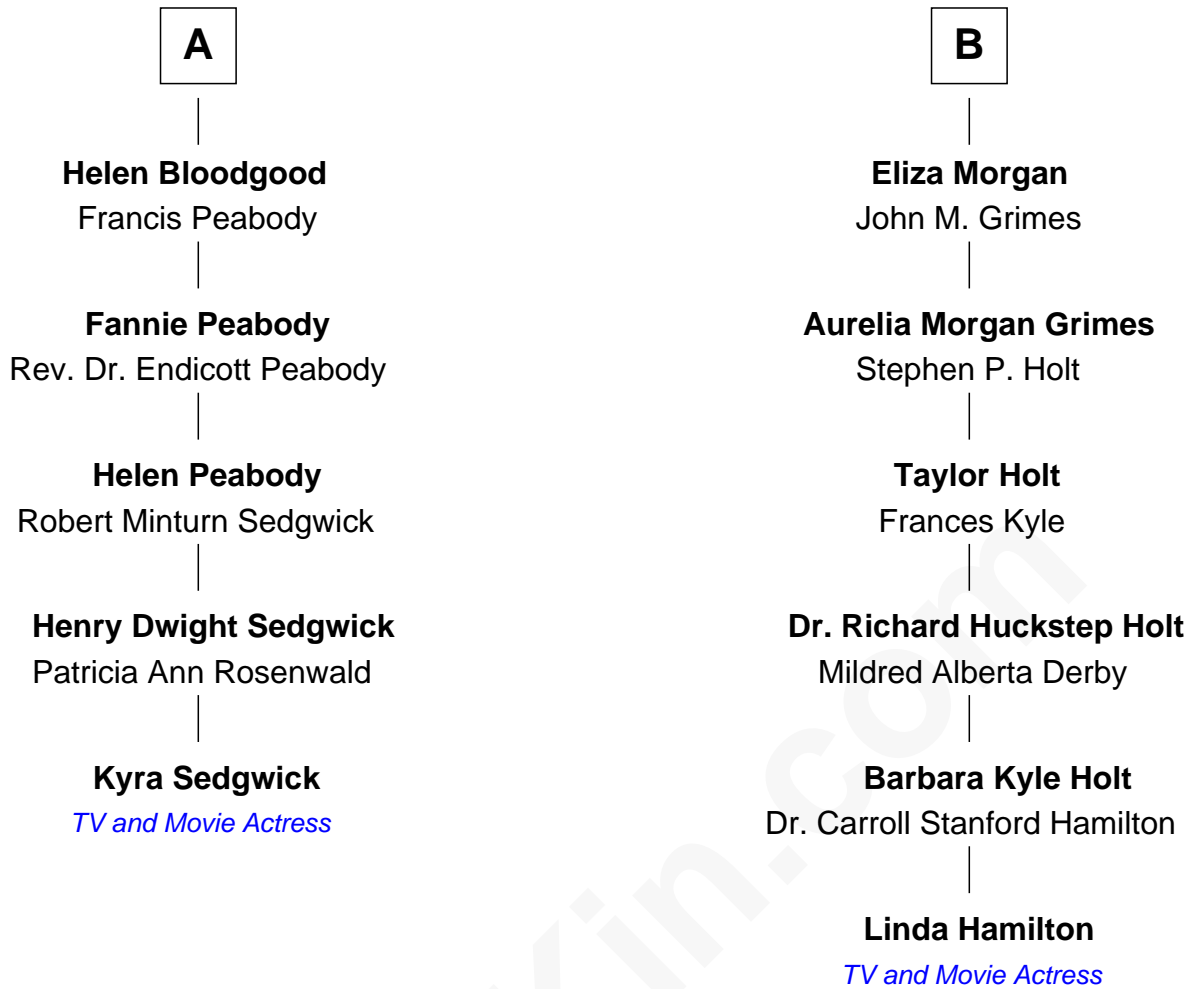 A
Helen Bloodgood
Francis Peabody
Fannie Peabody
Rev. Dr. Endicott Peabody
Helen Peabody
Robert Minturn Sedgwick
Henry Dwight Sedgwick
Patricia Ann Rosenwald
Kyra Sedgwick
TV and Movie Actress
B
Eliza Morgan
John M. Grimes
Aurelia Morgan Grimes
Stephen P. Holt
Taylor Holt
Frances Kyle
Dr. Richard Huckstep Holt
Mildred Alberta Derby
Barbara Kyle Holt
Dr. Carroll Stanford Hamilton
Linda Hamilton
TV and Movie Actress
Kin.com